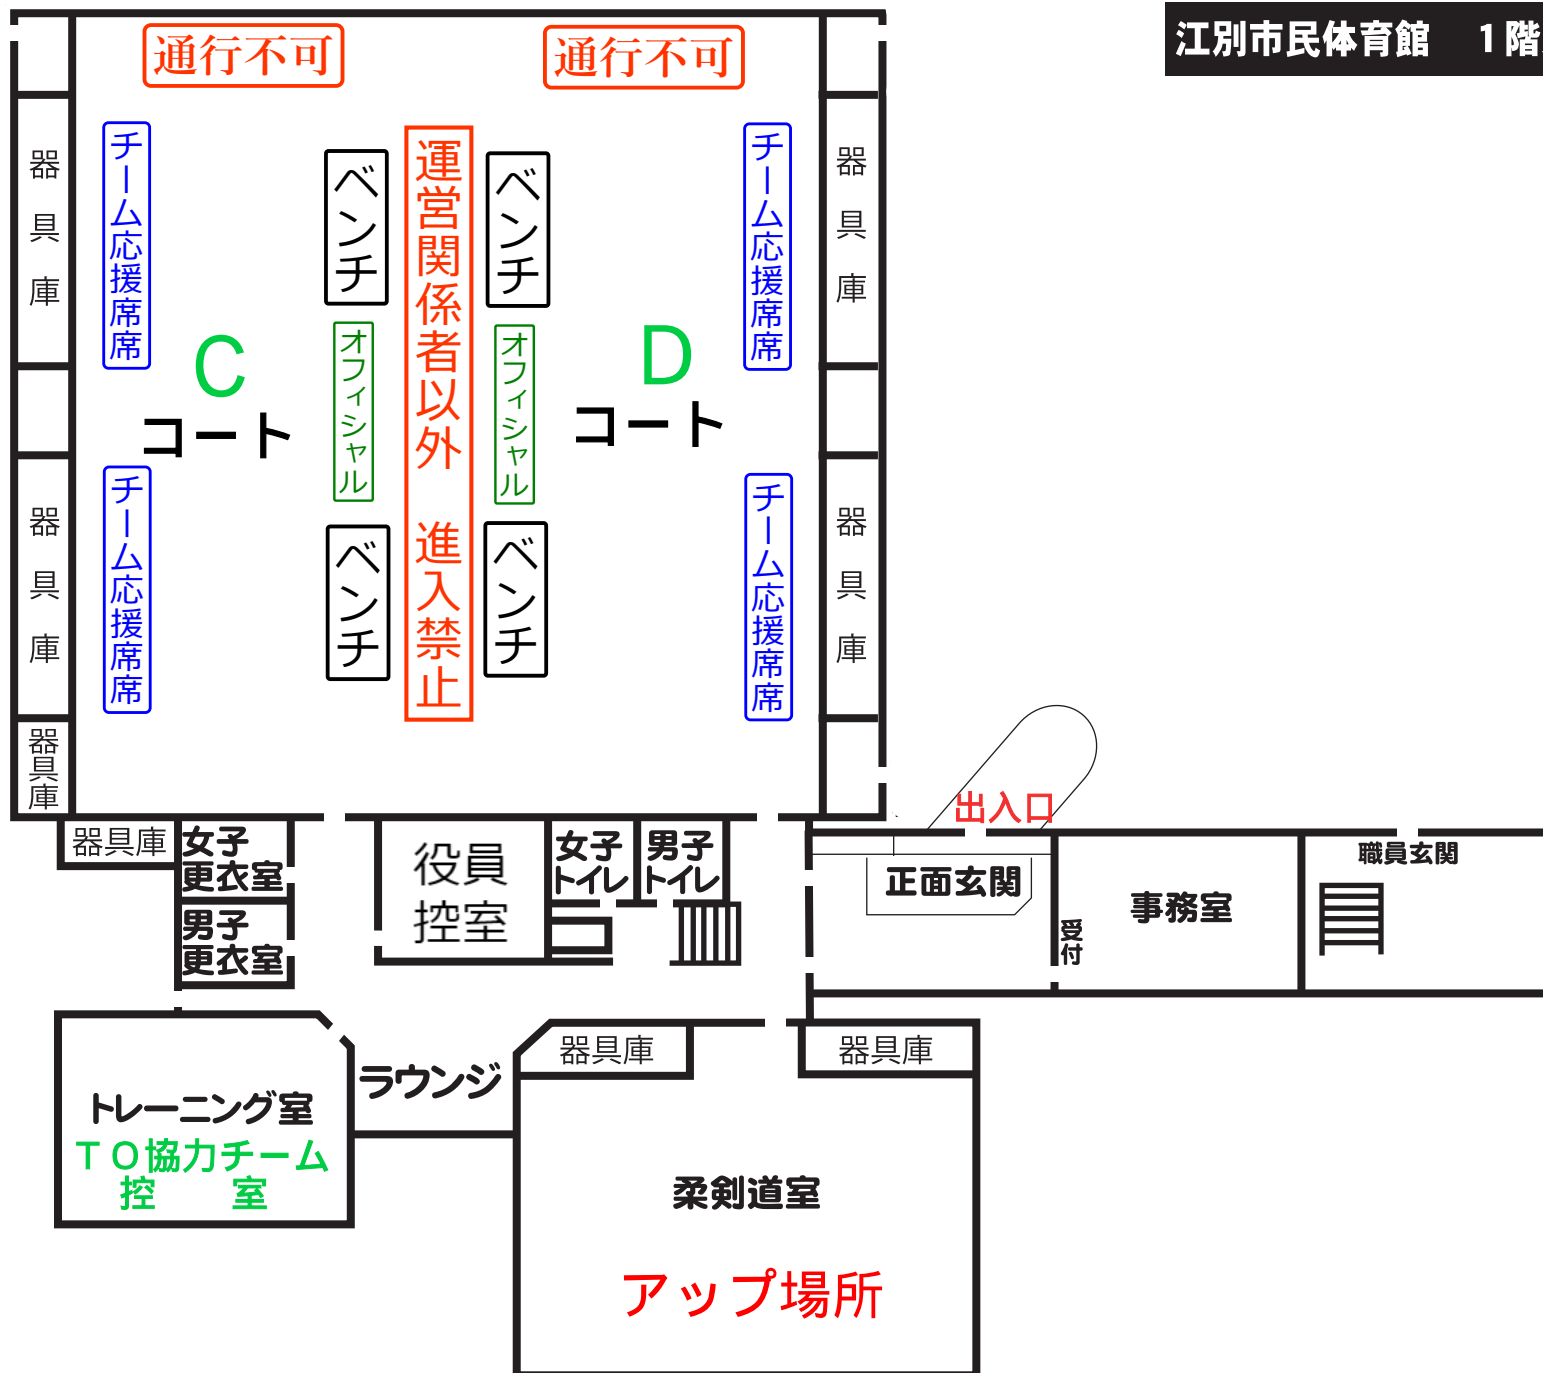 江別市民体育館　１階
通行不可
通行不可
器具庫
チーム応援席席
ベンチ
運営関係者以外　進入禁止
ベンチ
チーム応援席席
器具庫
オフィシャル
オフィシャル
C
コート
D
コート
器具庫
チーム応援席席
ベンチ
ベンチ
チーム応援席席
器具庫
器具庫
出入口
器具庫
女子
更衣室
男子
更衣室
役員
控室
女子
トイレ
男子
トイレ
正面玄関
受付
事務室
職員玄関
ラウンジ
器具庫
器具庫
トレーニング室
ＴＯ協力チーム
控　　室
柔剣道室
アップ場所